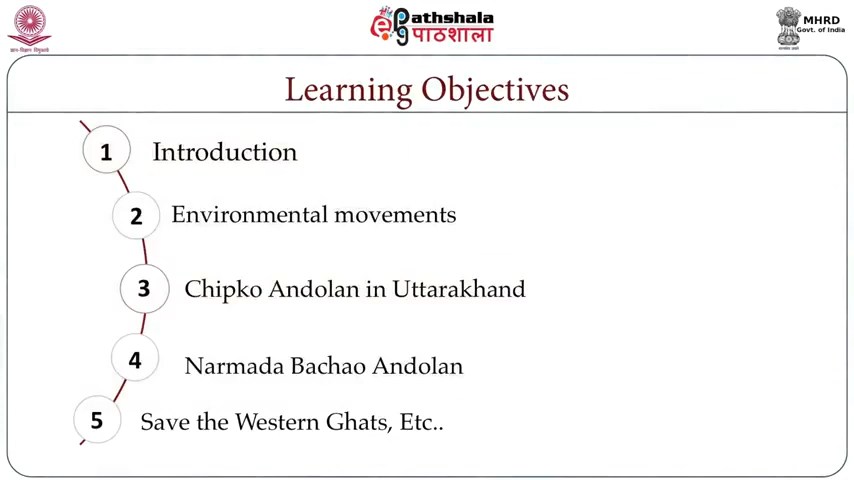 ePathshala
पाठशाला
MHRD
Govt. of India
Learning Objectives
1 Introduction
2 Environmental movements
3 Chipko Andolan in Uttarakhand
4 Narmada Bachao Andolan
5 Save the Western Ghats, Etc..